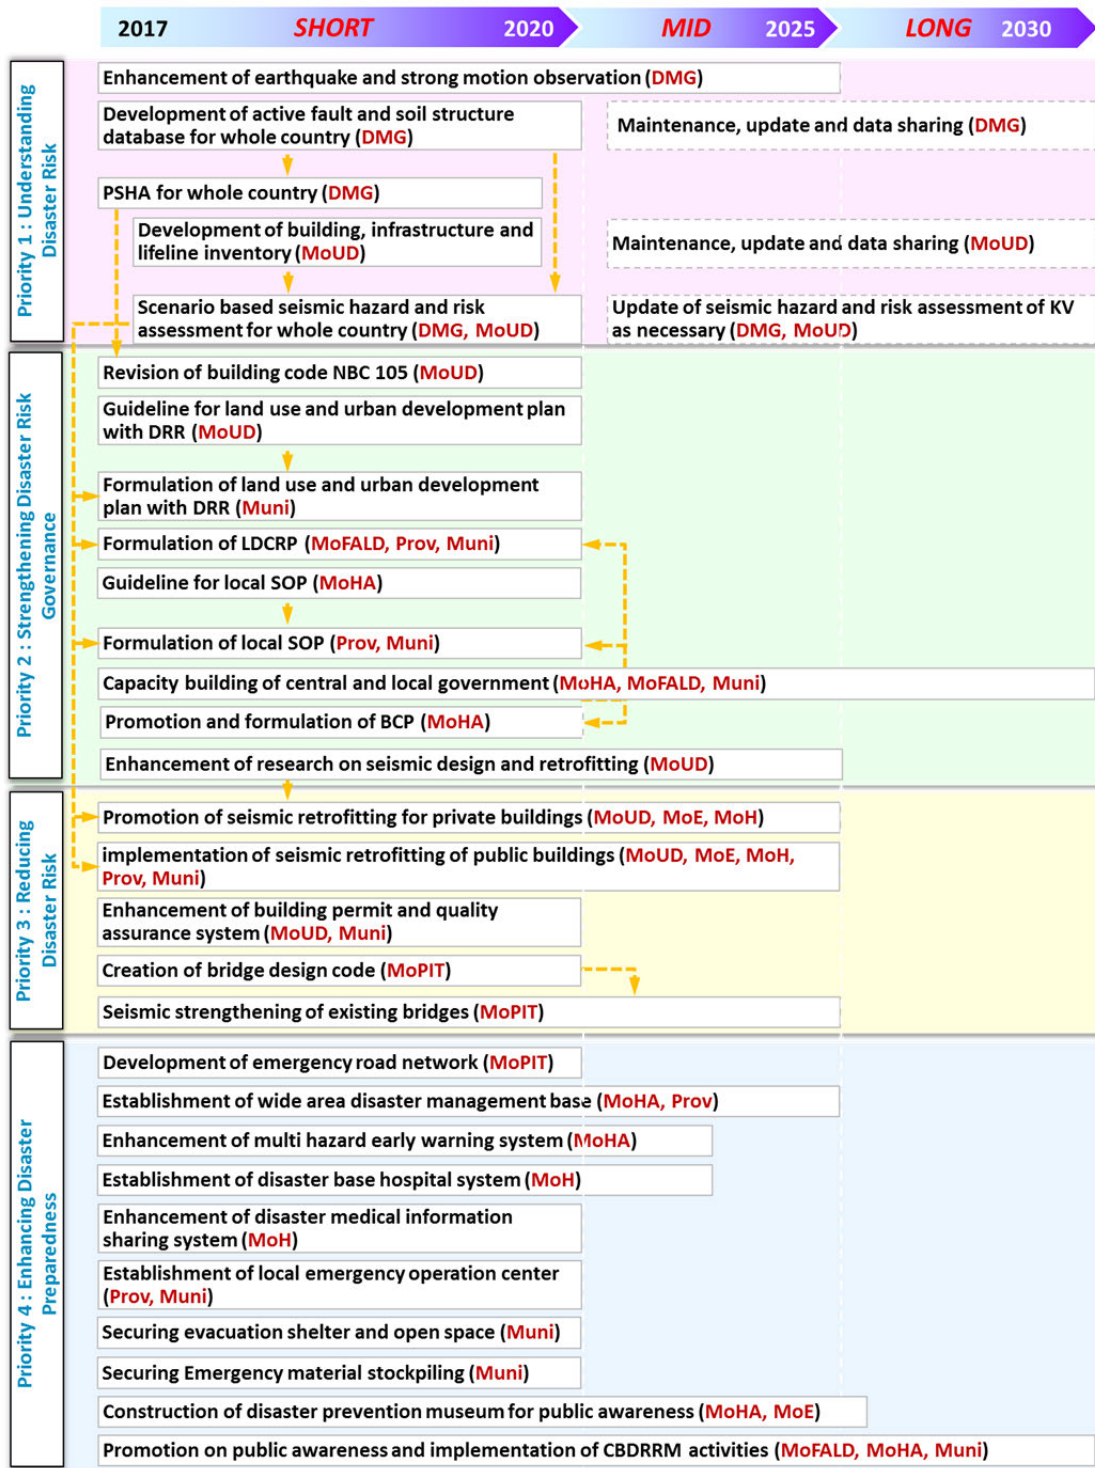 2017 SHORT 2020 MID 2025 LONG 2030
Priority 1 : Understanding
Disaster Risk
Enhancement of earthquake and strong motion observation (DMG)
Development of active fault and soil structure
database for whole country (DMG)
Maintenance, update and data sharing (DMG)
PSHA for whole country (DMG)
Development of building, infrastructure and
lifeline inventory (MoUD)
Maintenance, update and data sharing (MoUD)
Scenario based seismic hazard and risk
assessment for whole country (DMG, MoUD)
Update of seismic hazard and risk assessment of KV
as necessary (DMG, MoUD)
Priority 2 : Strengthening Disaster Risk
Governance
Revision of building code NBC 105 (MoUD)
Guideline for land use and urban development plan
with DRR (MoUD)
Formulation of land use and urban development
plan with DRR (Muni)
Formulation of LDCRP (MoFALD, Prov, Muni)
Guideline for local SOP (MoHA)
Formulation of local SOP (Prov, Muni)
Capacity building of central and local government (MoHA, MoFALD, Muni)
Promotion and formulation of BCP (MoHA)
Enhancement of research on seismic design and retrofitting (MoUD)
Priority 3 : Reducing
Disaster Risk
Promotion of seismic retrofitting for private buildings (MoUD, MoE, MoH)
implementation of seismic retrofitting of public buildings (MoUD, MoE, MoH,
Prov, Muni)
Enhancement of building permit and quality
assurance system (MoUD, Muni)
Creation of bridge design code (MoPIT)
Seismic strengthening of existing bridges (MoPIT)
Priority 4 : Enhancing Disaster
Preparedness
Development of emergency road network (MoPIT)
Establishment of wide area disaster management base (MoHA, Prov)
Enhancement of multi hazard early warning system (MoHA)
Establishment of disaster base hospital system (MoH)
Enhancement of disaster medical information
sharing system (MoH)
Establishment of local emergency operation center
(Prov, Muni)
Securing evacuation shelter and open space (Muni)
Securing Emergency material stockpiling (Muni)
Construction of disaster prevention museum for public awareness (MoHA, MoE)
Promotion on public awareness and implementation of CBDRRM activities (MoFALD, MoHA, Muni)